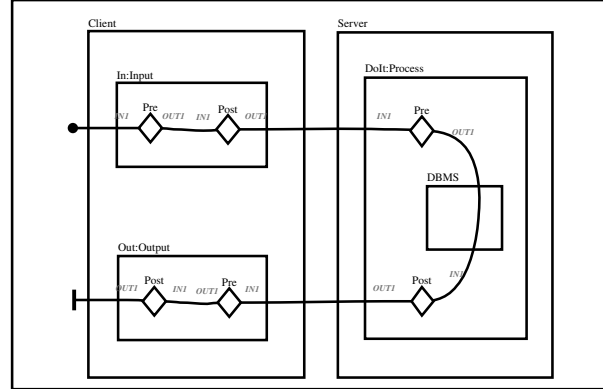 Client
Server
In:Input
DoIt:Process
IN1
Pre
OUT1
IN1
Post
OUT1
IN1
Pre
OUT1
DBMS
Out:Output
OUT1
Post
IN1
OUT1
Pre
IN1
OUT1
Post
IN1